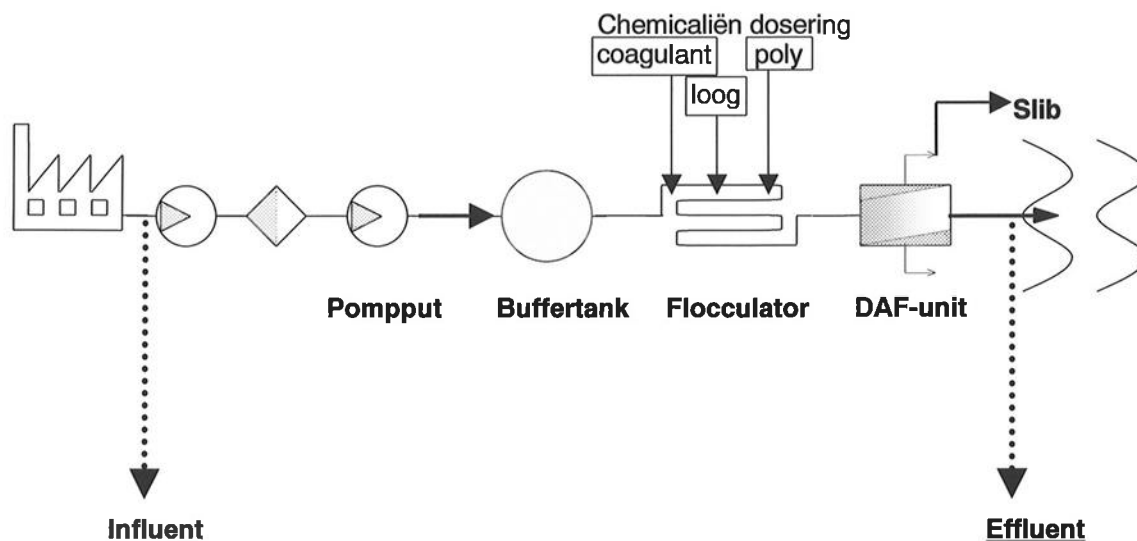 Chemicaliën dosering
coagulant
poly
loog
Slib
Pompput
Buffertank
Flocculator
DAF-unit
Influent
Effluent